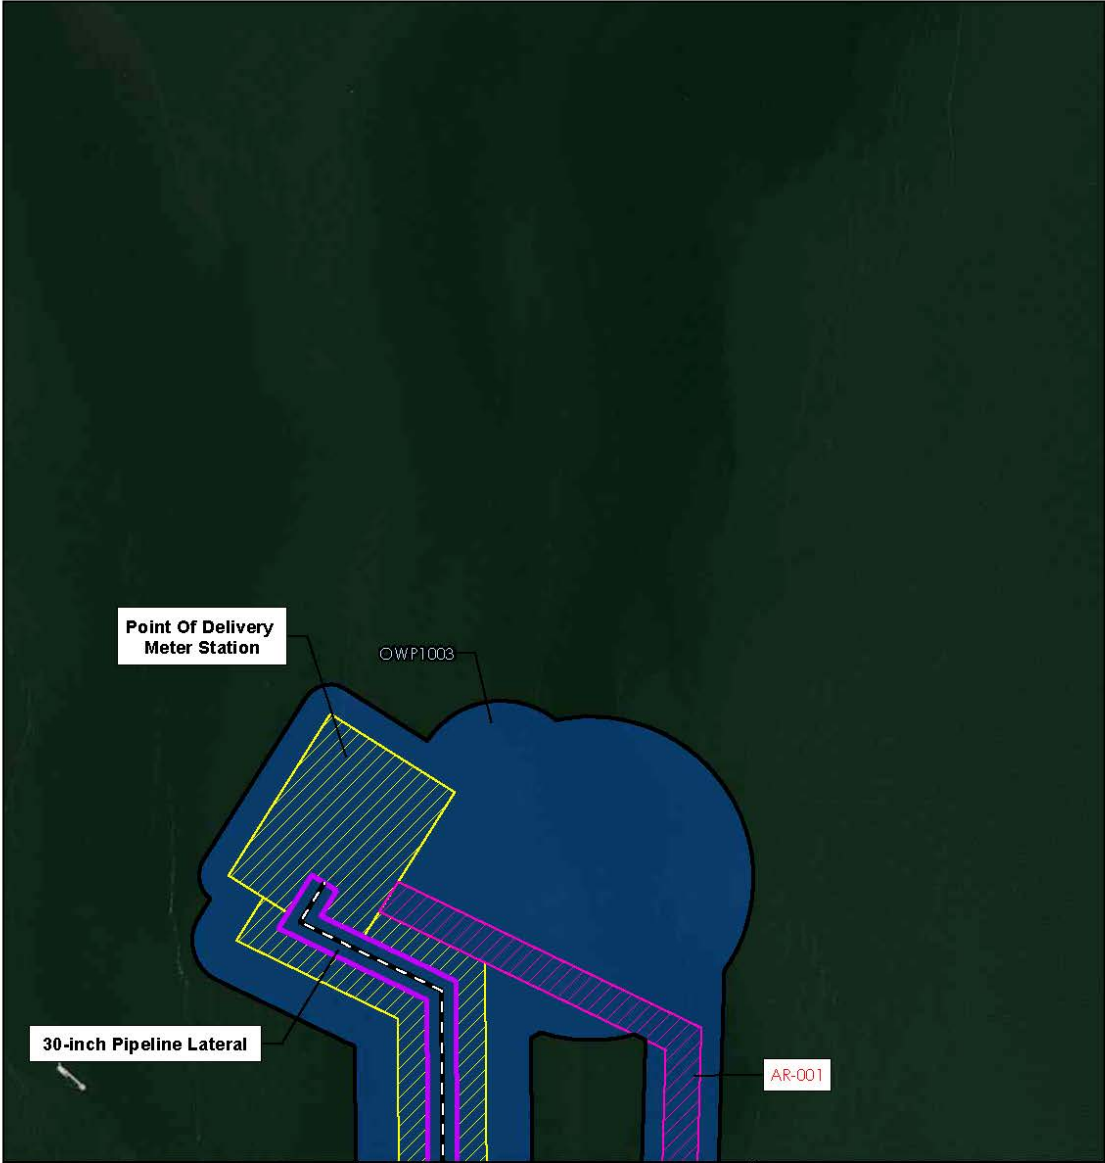 Point Of Delivery
Meter Station
OWP1003
30-inch Pipeline Lateral
AR-001